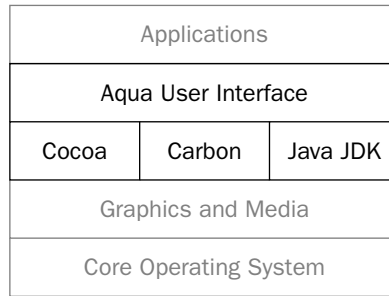 Applications
Aqua User Interface
Cocoa Carbon Java JDK
Graphics and Media
Core Operating System